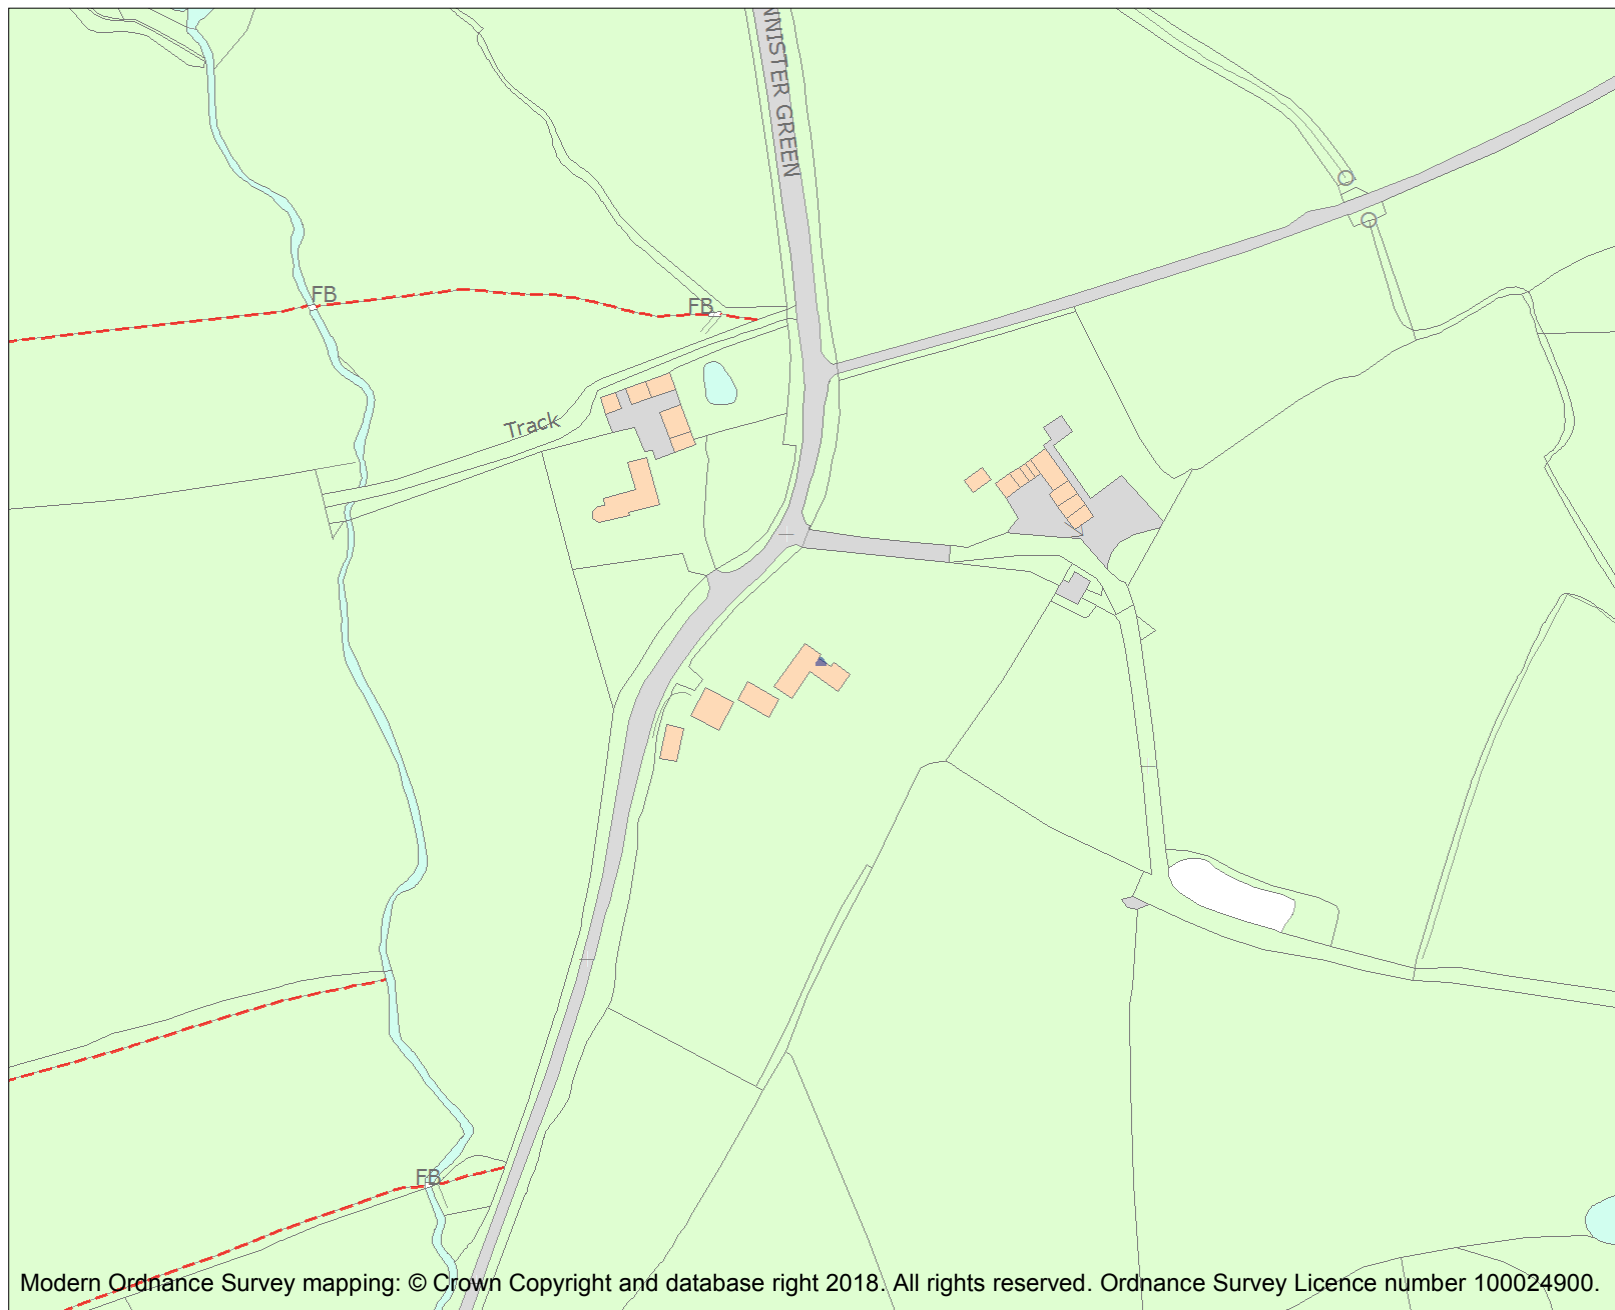 NNISTER GREEN
FB
FB
Track
FB
Modern Ordnance Survey mapping: © Crown Copyright and database right 2018. All rights reserved. Ordnance Survey Licence number 100024900.